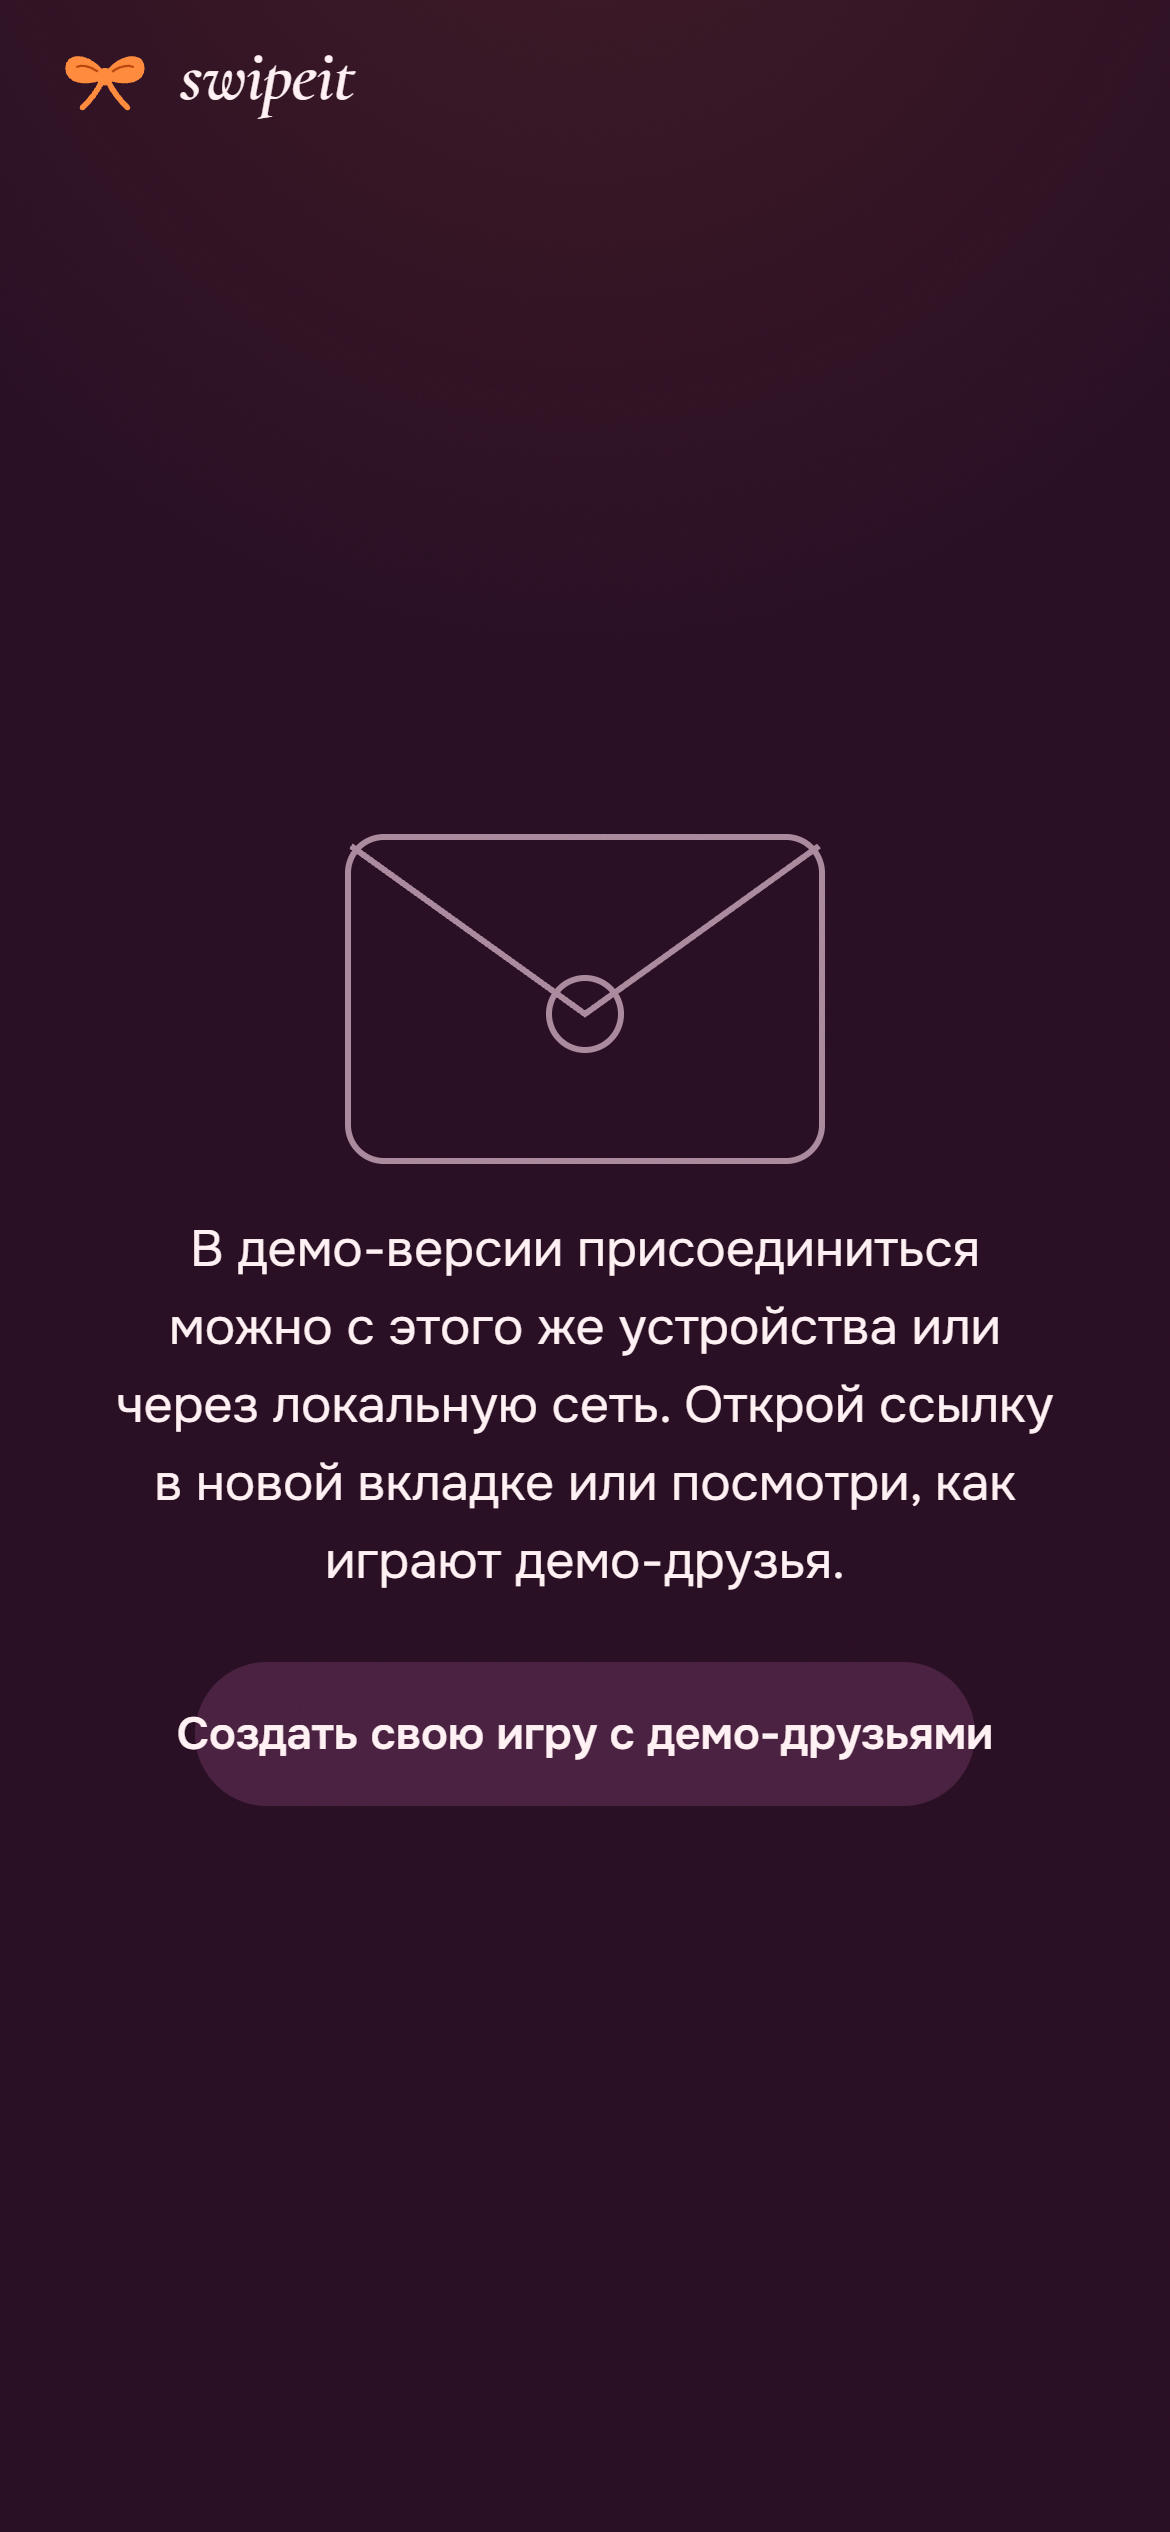 swipeit
В демо-версии присоединиться
можно с этого же устройства или
через локальную сеть. Открой ссылку
в новой вкладке или посмотри, как
играют демо-друзья.
Создать свою игру с демо-друзьями